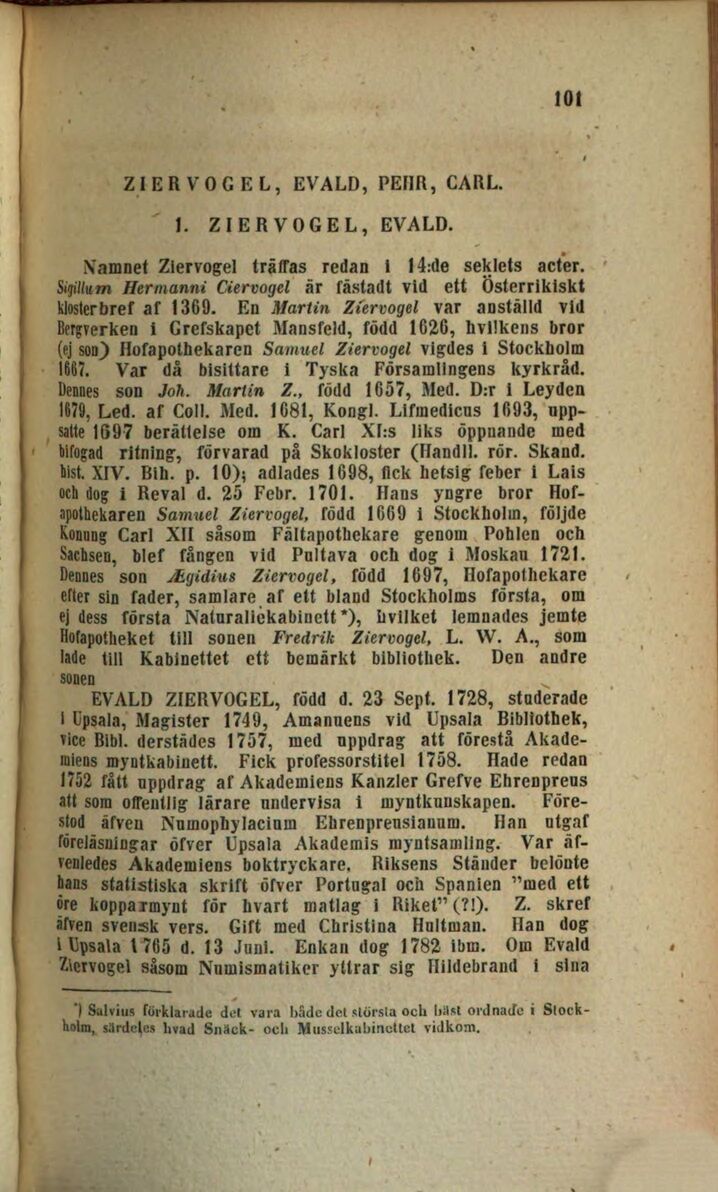 101
ZIERVOGEL, EVALD, PEHR, CARL.
1. ZIERVOGEL, EVALD.
Namnet Ziervogel träffas redan i 14:de seklets acter.
Sigillum Hermanni Ciervogel är fästadt vid ett Österrikiskt
klosterbref af 1369. En Martin Ziervogel var anställd vid
Bergverken i Grefskapet Mansfeld, född 1626, hvilkens bror
(ej son) Hofapothekaren Samuel Ziervogel vigdes i Stockholm
1667. Var då bisittare i Tyska Församlingens kyrkråd.
Dennes son Joh. Martin Z., född 1657, Med. D:r i Leyden
1679, Led. af Coll. Med. 1681, Kongl. Lifmedicus 1693, upp-
satte 1697 berättelse om K. Carl XI:s liks öppnande med
bifogad ritning, förvarad på Skokloster (Handll. rör. Skand.
hist. XIV. Bih. p. 10); adlades 1698, fick hetsig feber i Lais
och dog i Reval d. 25 Febr. 1701. Hans yngre bror Hof-
apothekaren Samuel Ziervogel, född 1669 i Stockholm, följde
Konung Carl XII såsom Fältapothekare genom Pohlen och
Sachsen, blef fången vid Pultava och dog i Moskau 1721.
Dennes son Ægidius Ziervogel, född 1697, Hofapothekare
efter sin fader, samlare af ett bland Stockholms första, om
ej dess första Naturaliekabinett*), hvilket lemnades jemte
Hofapotheket till sonen Fredrik Ziervogel, L. W. A., som
lade till Kabinettet ett bemärkt bibliothek. Den andre
sonen
EVALD ZIERVOGEL, född d. 23 Sept. 1728, studerade
i Upsala, Magister 1749, Amanuens vid Upsala Bibliothek,
vice Bibl. derstädes 1757, med uppdrag att förestå Akade-
miens myntkabinett. Fick professorstitel 1758. Hade redan
1752 fått uppdrag af Akademiens Kanzler Grefve Ehrenpreus
att som offentlig lärare undervisa i myntkunskapen. Före-
stod äfven Numophylacium Ehrenpreusianum. Han utgaf
föreläsningar öfver Upsala Akademis myntsamling. Var äf-
venledes Akademiens boktryckare. Riksens Ständer belönte
hans statistiska skrift öfver Portugal och Spanien ”med ett
öre kopparmynt för hvart matlag i Riket” (?!). Z. skref
äfven svensk vers. Gift med Christina Hultman. Han dog
i Upsala 1765 d. 13 Juni. Enkan dog 1782 ibm. Om Evald
Ziervogel såsom Numismatiker yttrar sig Hildebrand i sina
*) Salvius förklarade det vara både det största och bäst ordnade i Stock-
holm, särdeles hvad Snäck- och Musselkabinettet vidkom.